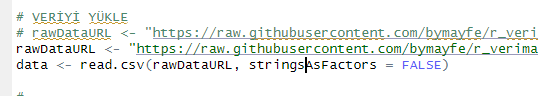 # VERİYİ YÜKLE
# rawDataURL <- "https://raw.githubusercontent.com/bymayfe/r_verima
rawDataURL <- "https://raw.githubusercontent.com/bymayfe/r_verima
data <- read.csv(rawDataURL, stringsAsFactors = FALSE)
#